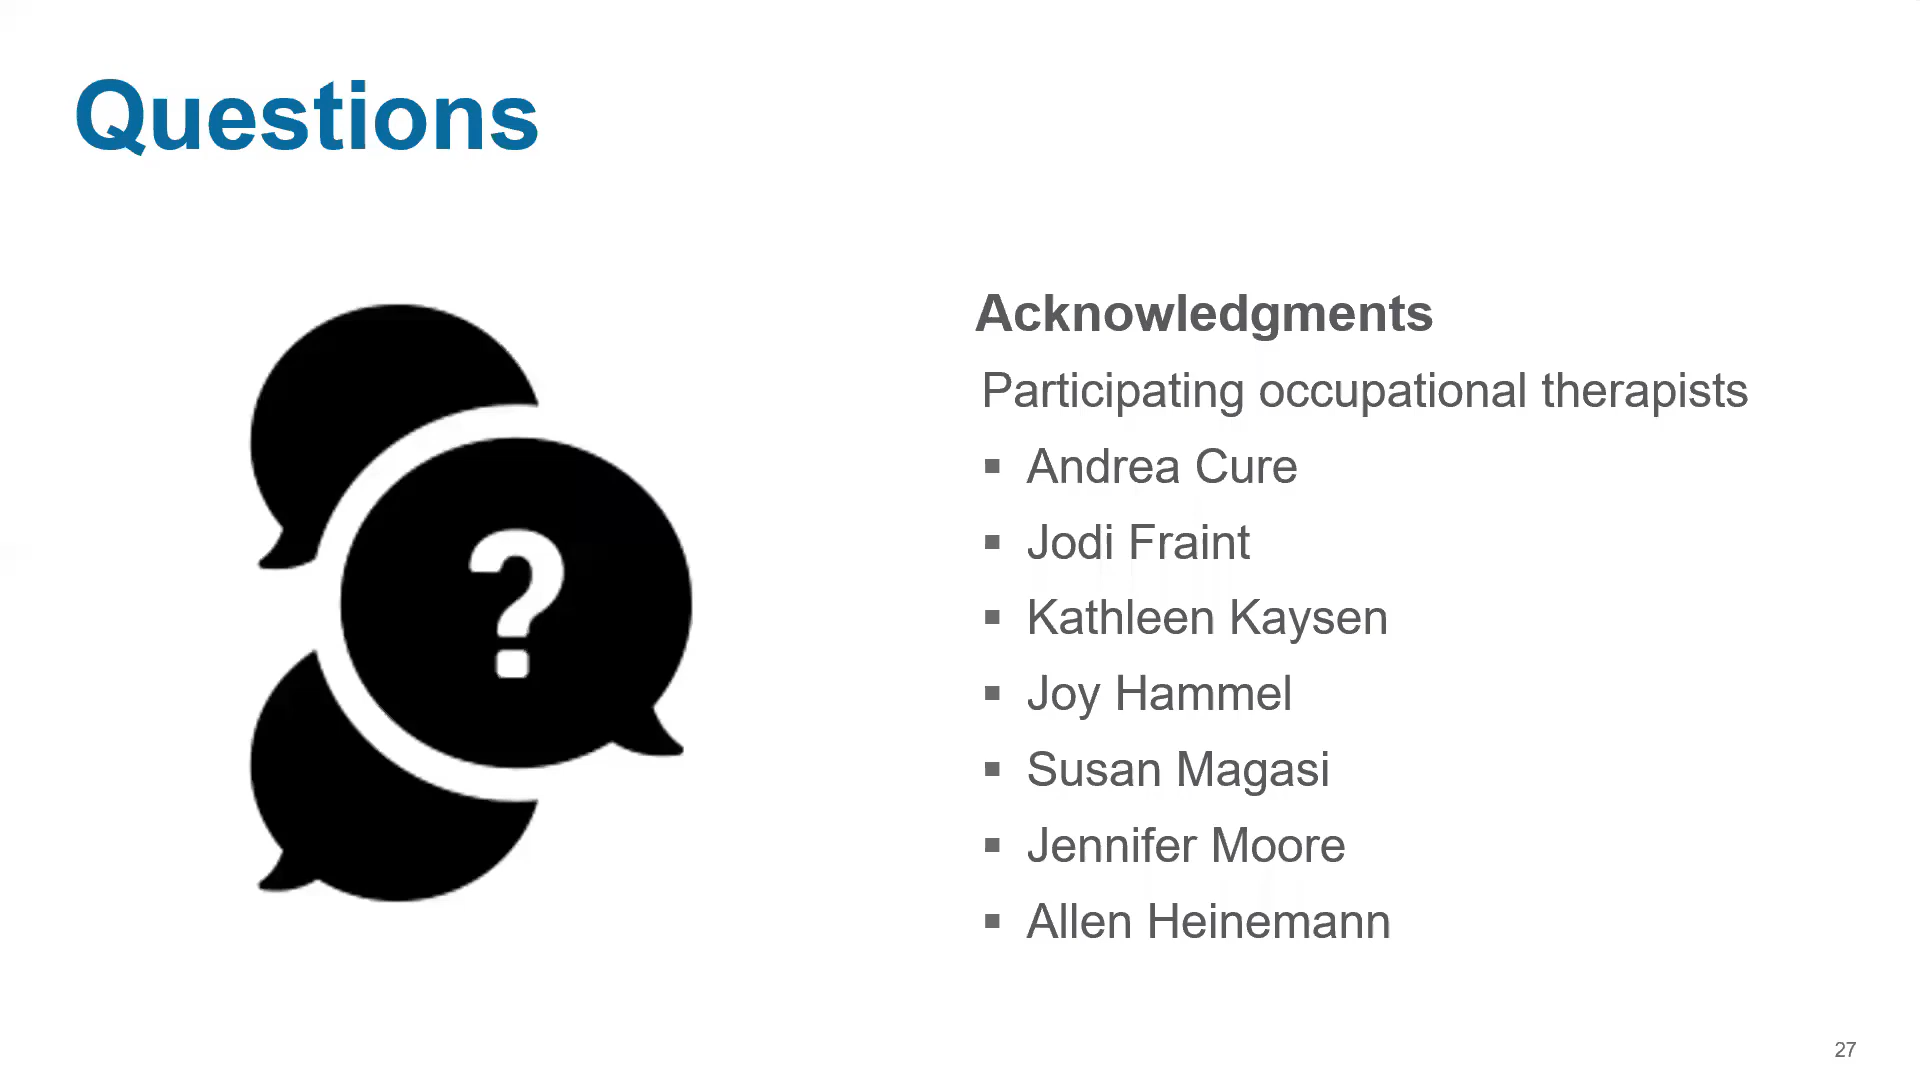 Questions
?
Acknowledgments
Participating occupational therapists
▪ Andrea Cure
▪ Jodi Fraint
▪ Kathleen Kaysen
▪ Joy Hammel
▪ Susan Magasi
▪ Jennifer Moore
▪ Allen Heinemann
27